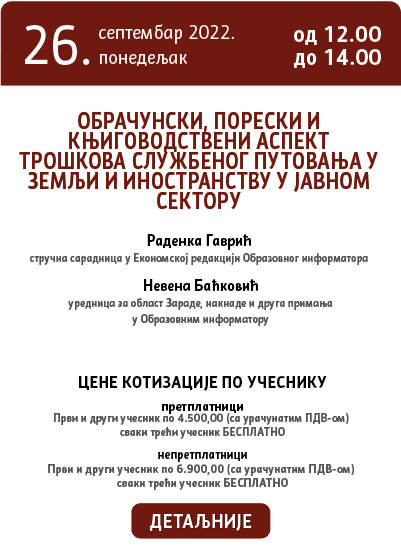 26.
септембар 2022.
понедељак
од 12.00
до 14.00
ОБРАЧУНСКИ, ПОРЕСКИ И
КЊИГОВОДСТВЕНИ АСПЕКТ
ТРОШКОВА СЛУЖБЕНОГ ПУТОВАЊА У
ЗЕМЉИ И ИНОСТРАНСТВУ У ЈАВНОМ
СЕКТОРУ
Раденка Гаврић
стручна сарадница у Економској редакцији Образовног информатора
Невена Баћковић
уредница за област Зараде, накнаде и друга примања
у Образовним информатору
ЦЕНЕ КОТИЗАЦИЈЕ ПО УЧЕСНИКУ
претплатници
Први и други учесник по 4.500,00 (са урачунатим ПДВ-ом)
сваки трећи учесник БЕСПЛАТНО
непретплатници
Први и други учесник по 6.900,00 (са урачунатим ПДВ-ом)
сваки трећи учесник БЕСПЛАТНО
ДЕТАЉНИЈЕ